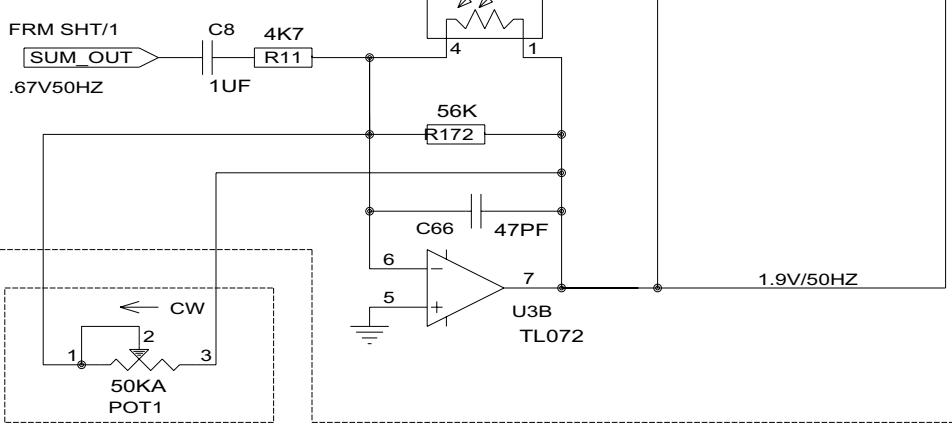 4 1
FRM SHT/1 C8 4K7
SUM_OUT R11
.67V50HZ 1UF
56K
R172
C66 47PF
6 −
7 1.9V/50HZ
5 +
U3B
TL072
CW
2
1 3
50KA
POT1